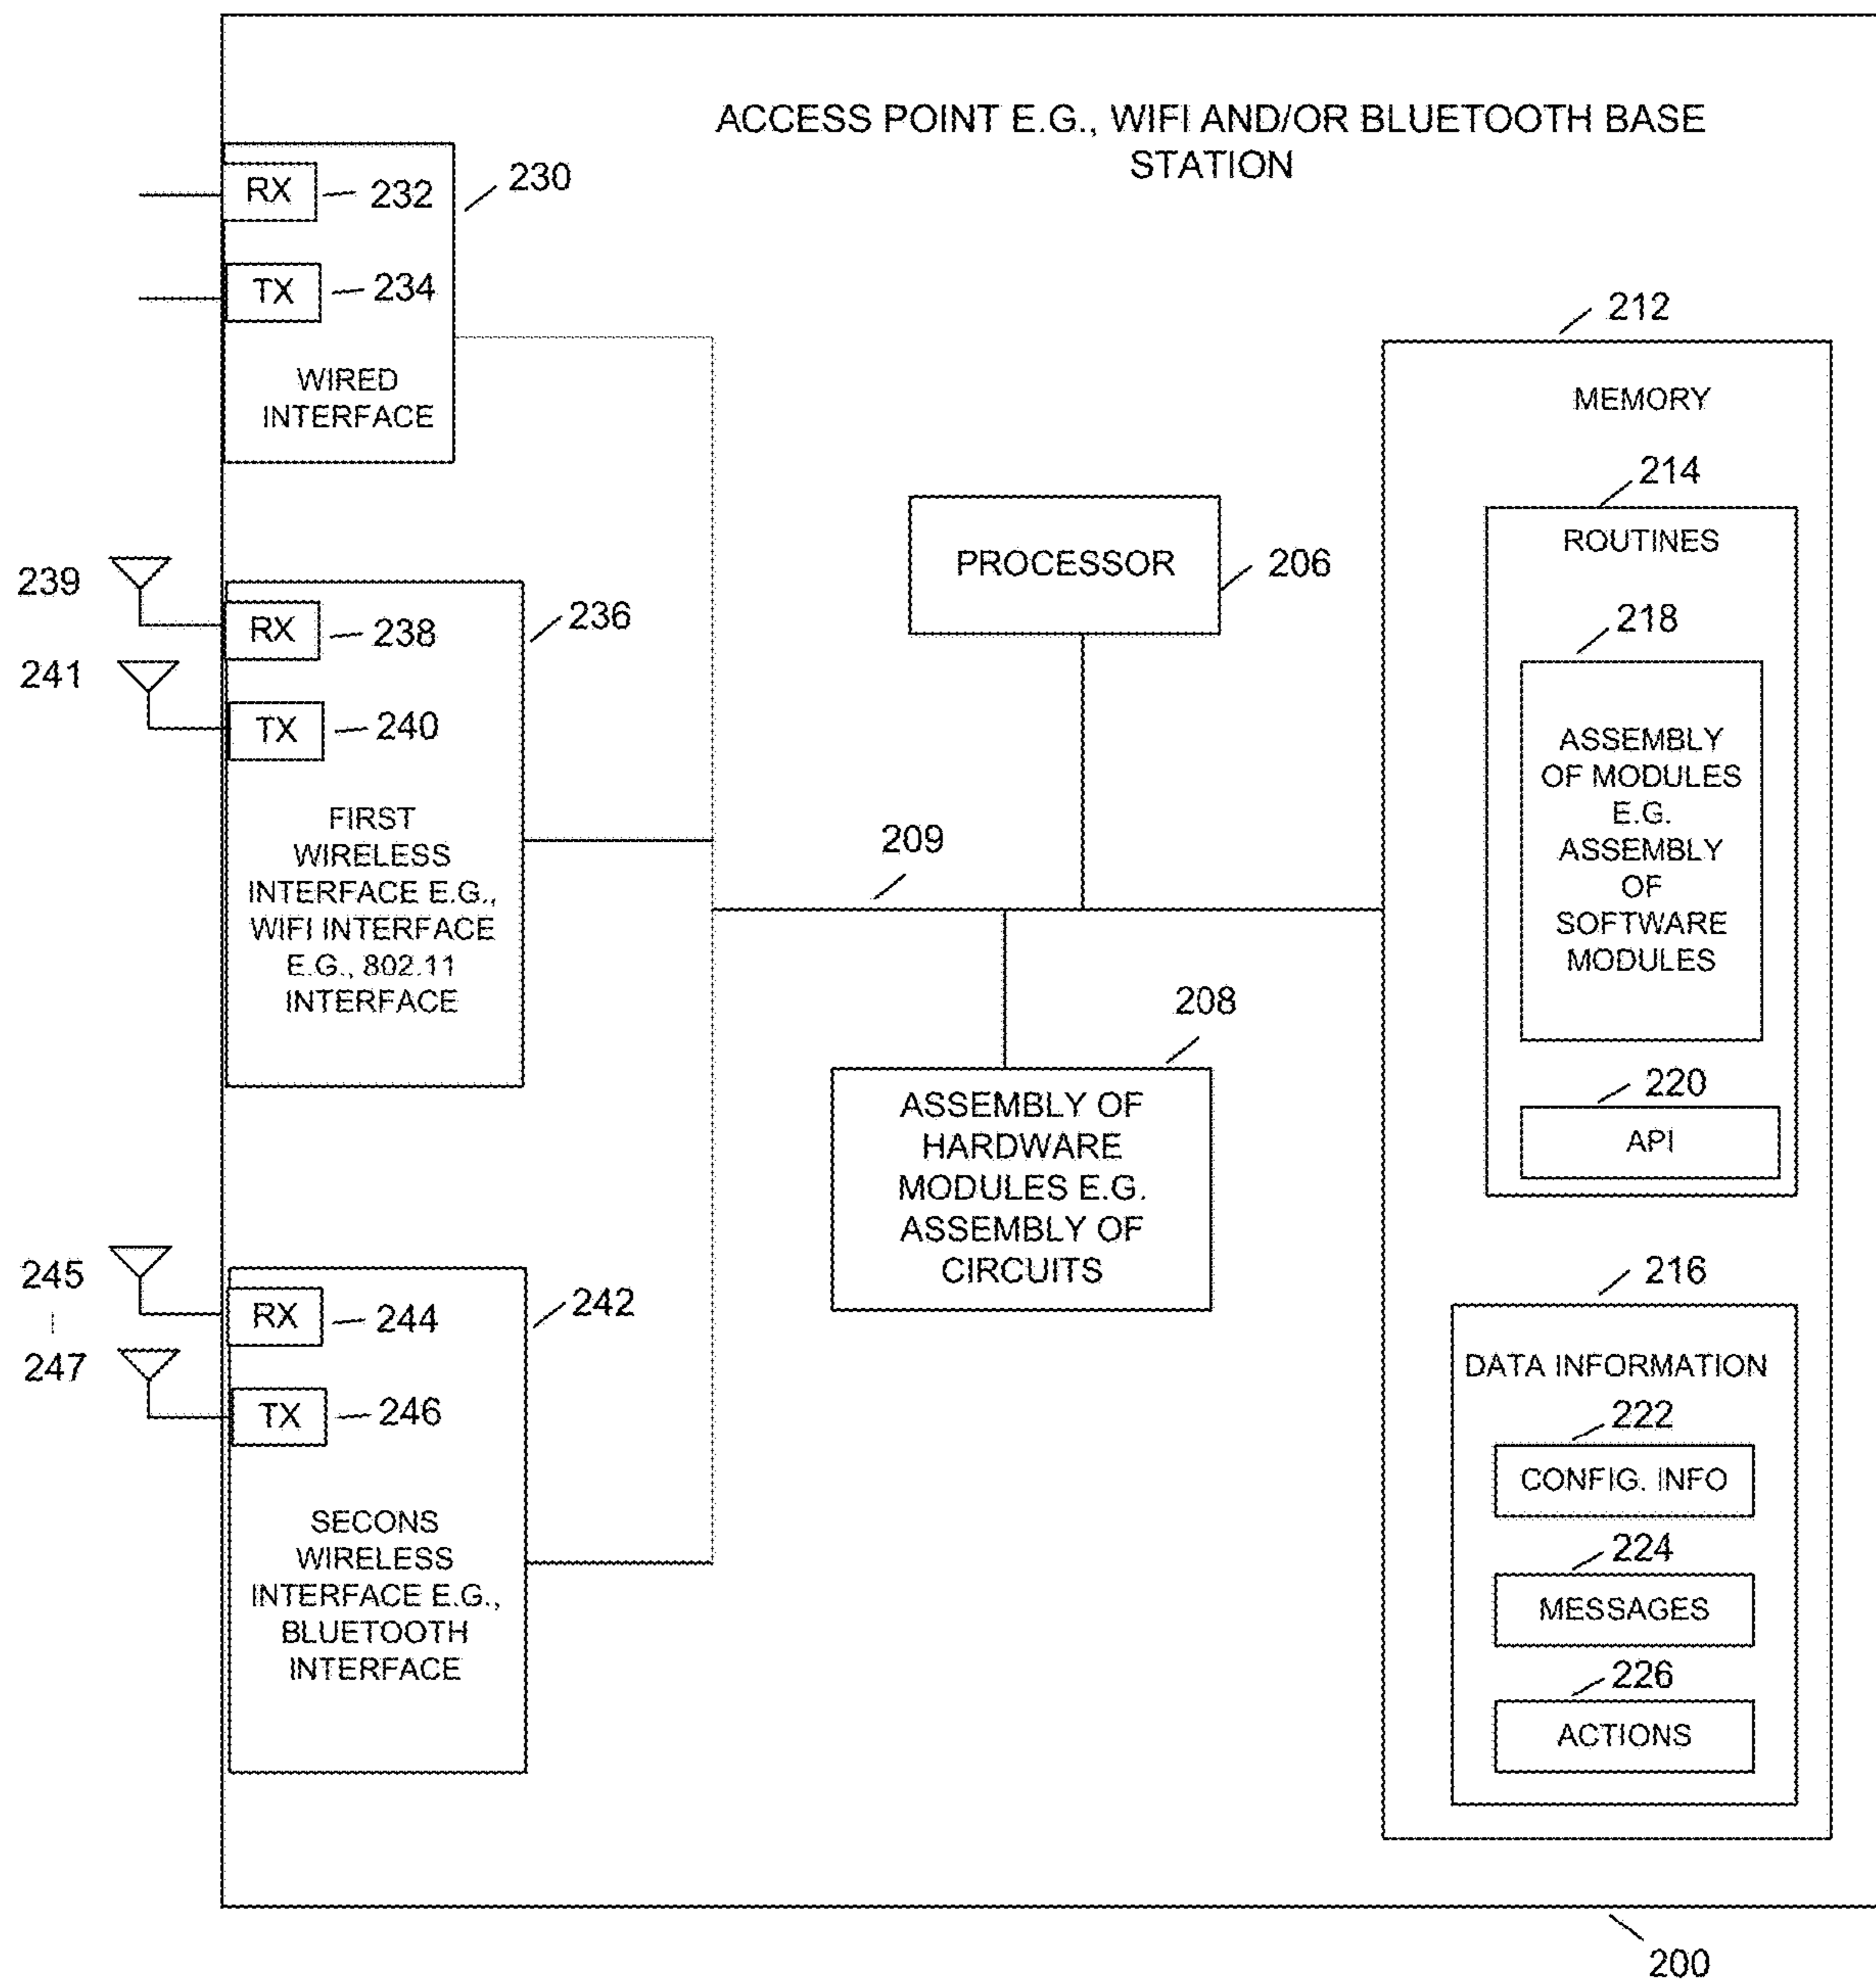 ACCESS POINT E.G., WIFI AND/OR BLUETOOTH BASE
STATION
RX
232
230
TX
234
WIRED
INTERFACE
239
RX
238
236
241
TX
240
FIRST
WIRELESS
INTERFACE E.G.,
WIFI INTERFACE
E.G., 802.11
INTERFACE
245
RX
244
242
247
TX
246
SECONS
WIRELESS
INTERFACE E.G.,
BLUETOOTH
INTERFACE
PROCESSOR
206
209
208
ASSEMBLY OF
HARDWARE
MODULES E.G.
ASSEMBLY OF
CIRCUITS
212
MEMORY
214
ROUTINES
218
ASSEMBLY
OF MODULES
E.G.
ASSEMBLY
OF
SOFTWARE
MODULES
220
API
216
DATA INFORMATION
222
CONFIG. INFO
224
MESSAGES
226
ACTIONS
200